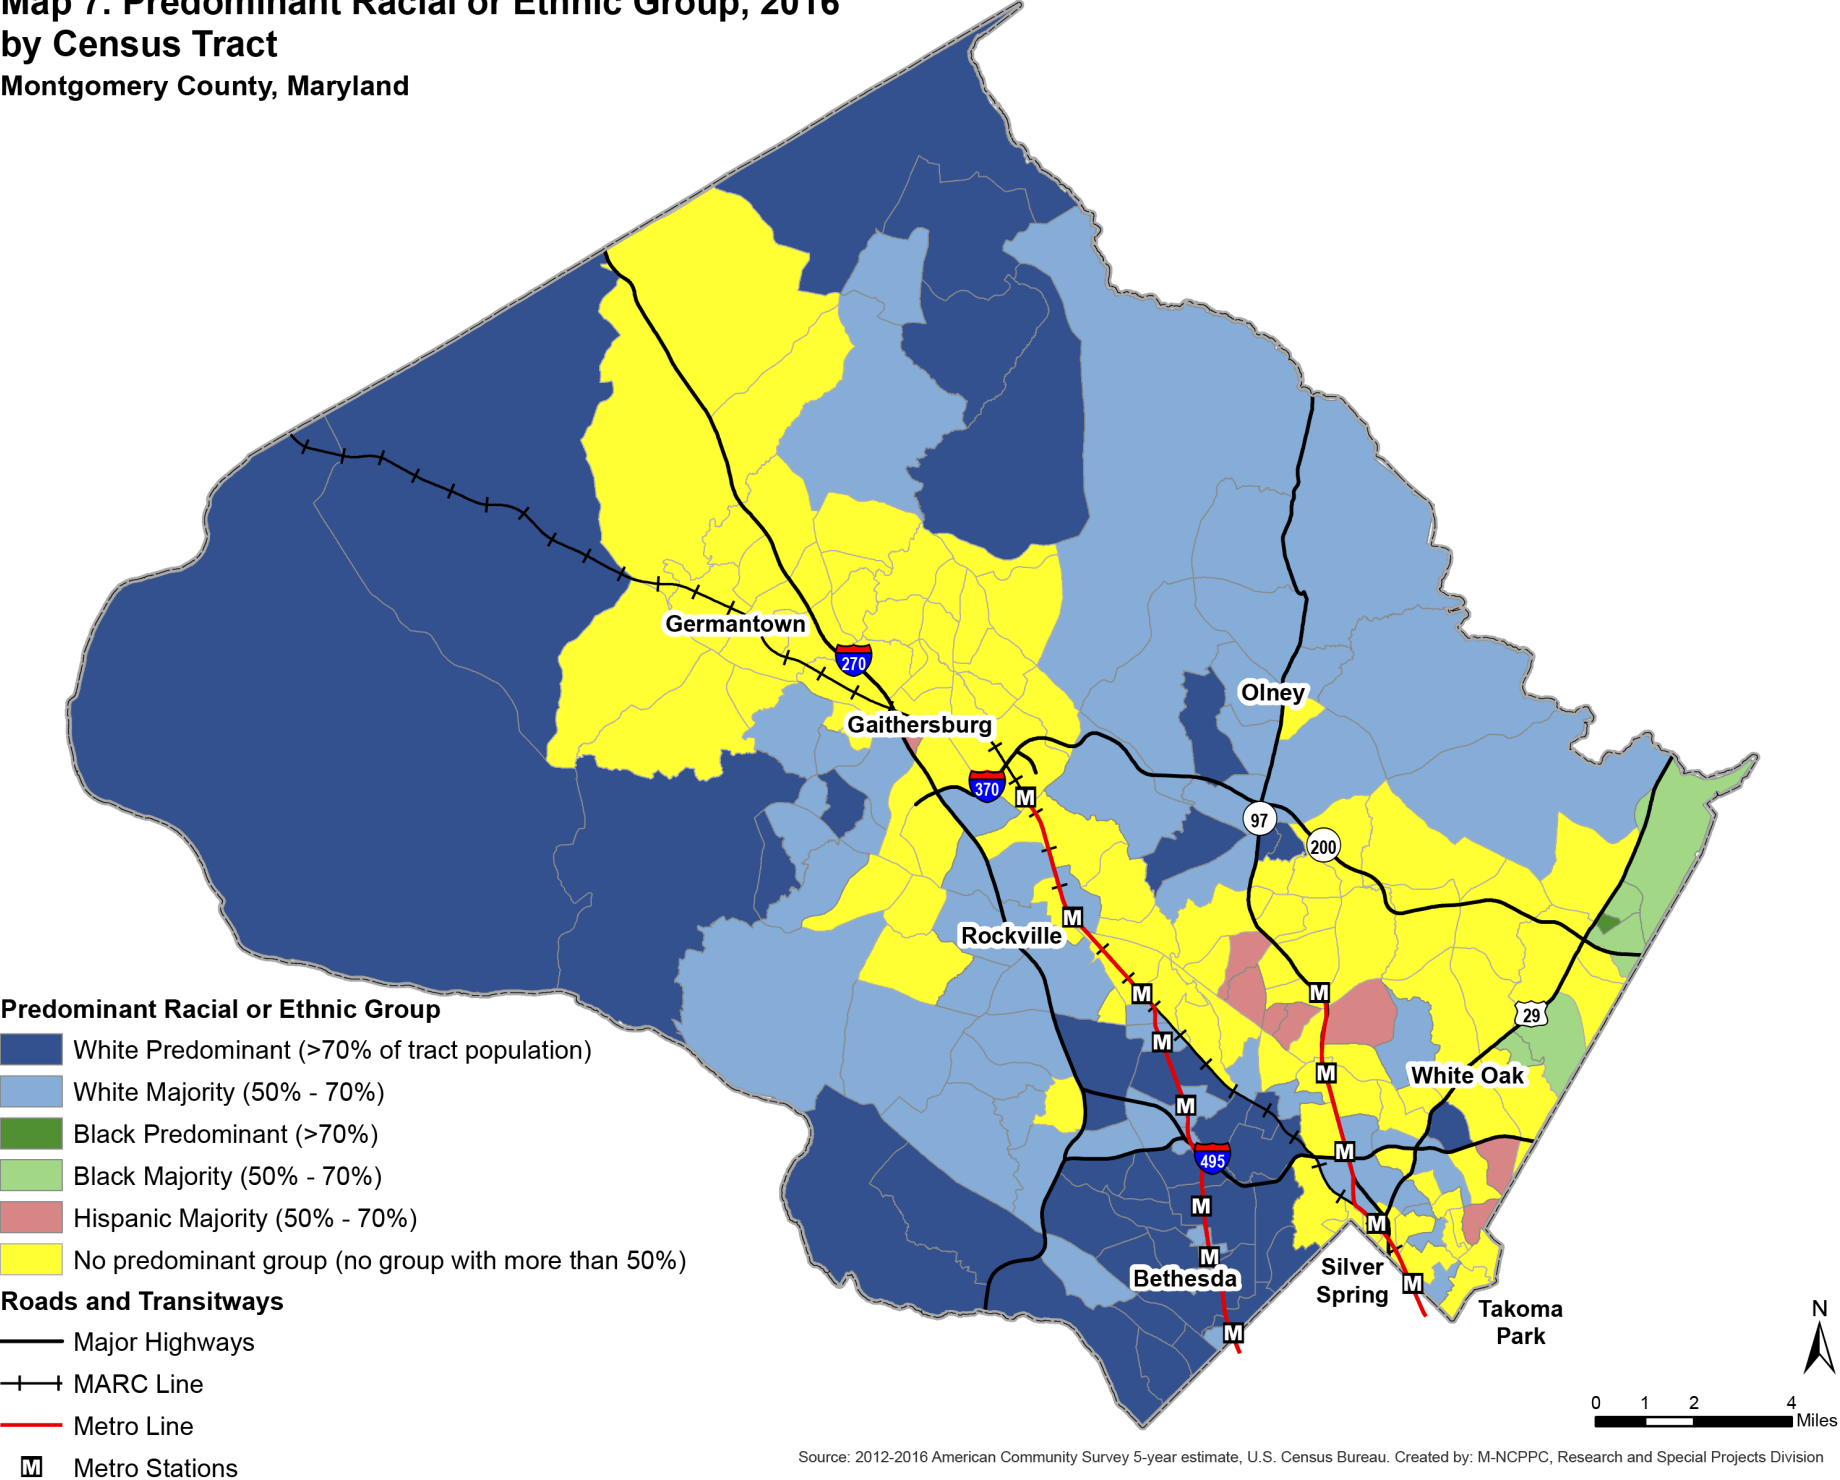 Map 7. Predominant Racial or Ethnic Group, 2016
by Census Tract
Montgomery County, Maryland
Germantown
270
Gaithersburg
Olney
370
M
97
200
Rockville
M
M
M
29
M
White Oak
M
M
M
495
M
M
Silver
Spring
Bethesda
M
M
M
Takoma
Park
Predominant Racial or Ethnic Group
White Predominant (>70% of tract population)
White Majority (50% - 70%)
Black Predominant (>70%)
Black Majority (50% - 70%)
Hispanic Majority (50% - 70%)
No predominant group (no group with more than 50%)
Roads and Transitways
Major Highways
MARC Line
Metro Line
M Metro Stations
N
0 1 2 4
Miles
Source: 2012-2016 American Community Survey 5-year estimate, U.S. Census Bureau. Created by: M-NCPPC, Research and Special Projects Division